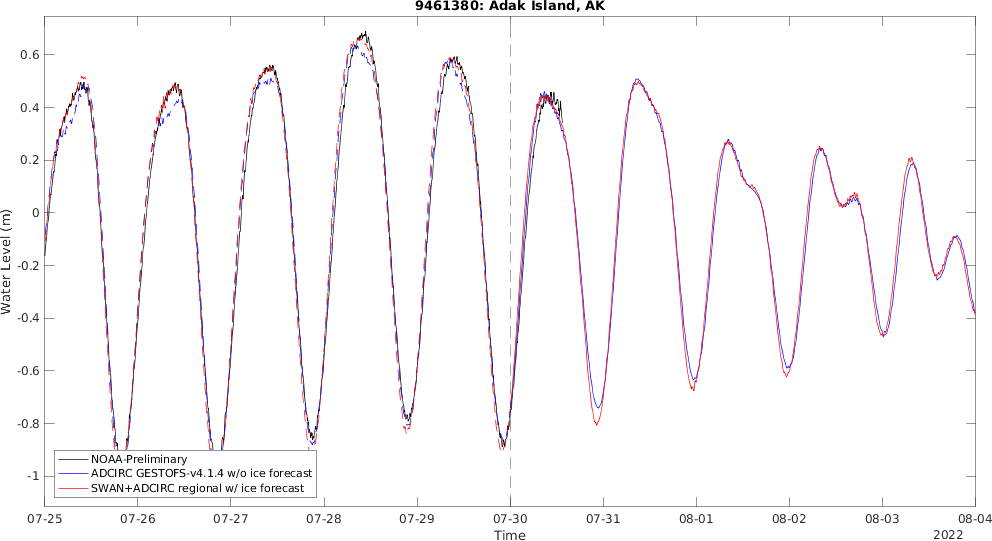 9461380: Adak Island, AK
Water Level (m)
0.6
0.4
0.2
0
-0.2
-0.4
-0.6
-0.8
-1
NOAA-Preliminary
ADCIRC GESTOFS-v4.1.4 w/o ice forecast
SWAN+ADCIRC regional w/ ice forecast
07-25 07-26 07-27 07-28 07-29 07-30 07-31 08-01 08-02 08-03 08-04
Time
2022